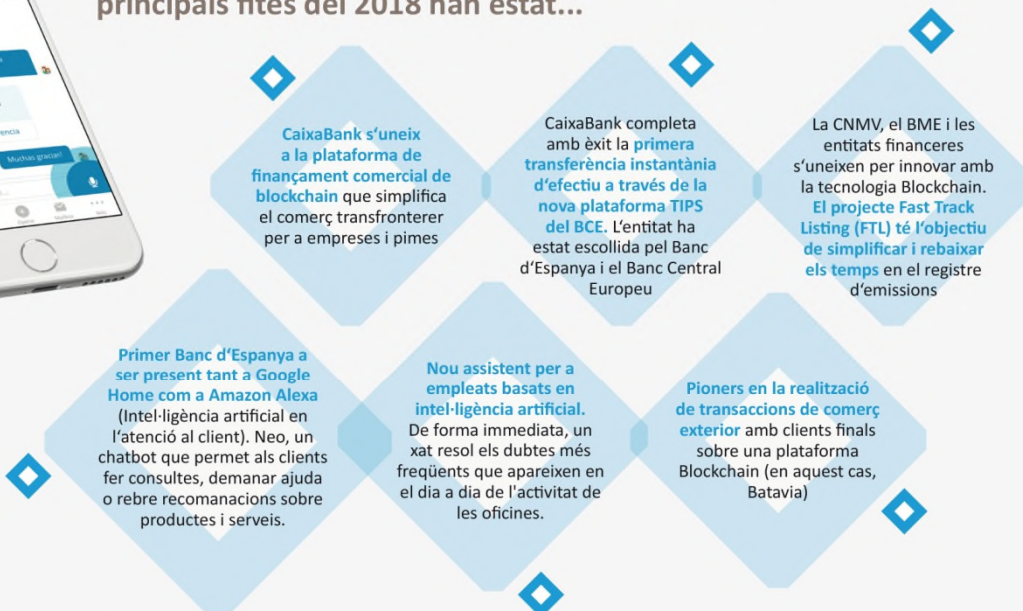 principals fites del 2018 han estat...
CaixaBank s'uneix
a la plataforma de
finançament comercial de
blockchain que simplifica
el comerç transfronterer
per a empreses i pimes
CaixaBank completa
amb èxit la primera
transferència instantània
d'efectiu a través de la
nova plataforma TIPS
del BCE. L'entitat ha
estat escollida pel Banc
d'Espanya i el Banc Central
Europeu
La CNMV, el BME i les
entitats financeres
s'uneixen per innovar amb
la tecnologia Blockchain.
El projecte Fast Track
Listing (FTL) té l'objectiu
de simplificar i rebaixar
els temps en el registre
d'emissions
Primer Banc d'Espanya a
ser present tant a Google
Home com a Amazon Alexa
(Intel·ligència artificial en
l'atenció al client). Neo, un
chatbot que permet als clients
fer consultes, demanar ajuda
o rebre recomanacions sobre
productes i serveis.
Nou assistent per a
empleats basats en
intel·ligència artificial.
De forma immediata, un
xat resol els dubtes més
freqüents que apareixen en
el dia a dia de l'activitat de
les oficines.
Pioners en la realització
de transaccions de comerç
exterior amb clients finals
sobre una plataforma
Blockchain (en aquest cas,
Batavia)
Muchas gracias!